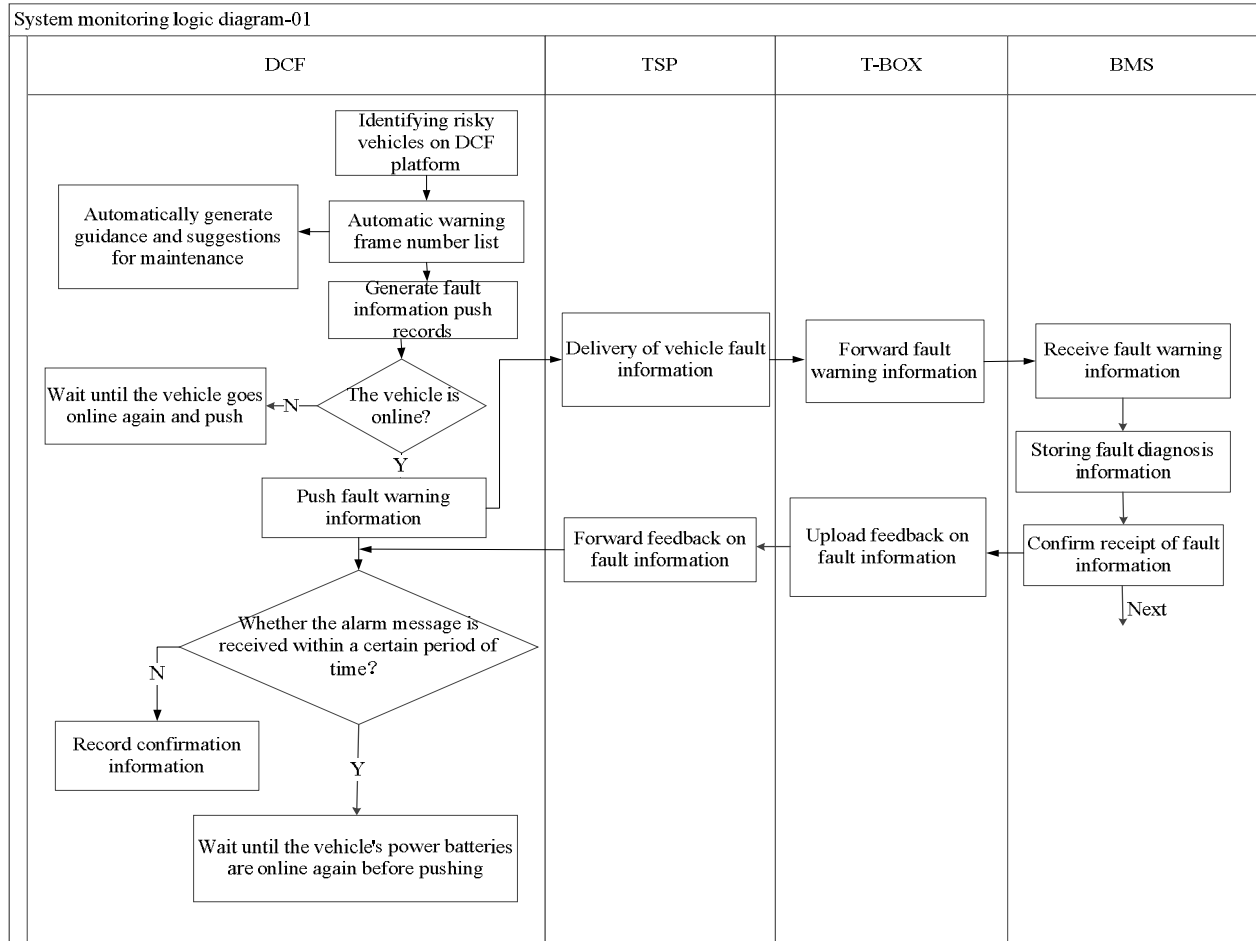 System monitoring logic diagram-01
DCF
TSP
T-BOX
BMS
Identifying risky
vehicles on DCF
platform
Automatically generate
guidance and suggestions
for maintenance
Automatic warning
frame number list
Generate fault
information push
records
Delivery of vehicle fault
information
Forward fault
warning information
Receive fault warning
information
Wait until the vehicle goes
online again and push
N
The vehicle is
online?
Y
Storing fault diagnosis
information
Push fault warning
information
Forward feedback on
fault information
Upload feedback on
fault information
Confirm receipt of fault
information
Next
Whether the alarm message is
received within a certain period of
time?
N
Record confirmation
information
Y
Wait until the vehicle's power batteries
are online again before pushing